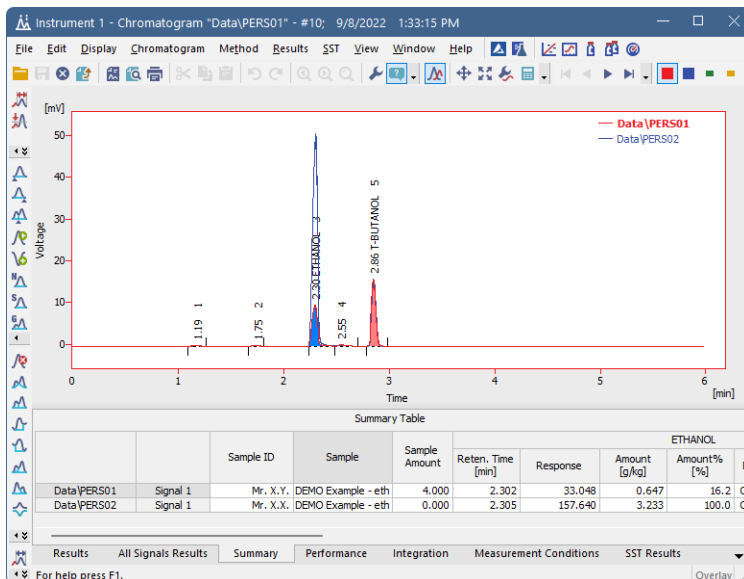 Instrument 1 - Chromatogram "Data\PERS01" - #10; 9/8/2022 1:33:15 PM
File Edit Display Chromatogram Method Results SST View Window Help
[mV]
Data\PERS01
Data\PERS02
50
40
30
20
10
0
Voltage
1.19 1
1.75 2
2.30 ETHANOL 3
2.55 4
2.86 T-BUTANOL 5
0 1 2 3 4 5 6
Time
[min]
Summary Table
Sample ID Sample Sample Amount ETHANOL
Reten. Time [min] Response Amount [g/kg] Amount% [%]
Data\PERS01 Signal 1 Mr. X.Y. DEMO Example - eth 4.000 2.302 33.048 0.647 16.2
Data\PERS02 Signal 1 Mr. X.X. DEMO Example - eth 0.000 2.305 157.640 3.233 100.0
Results All Signals Results Summary Performance Integration Measurement Conditions SST Results
For help press F1.
Overlay